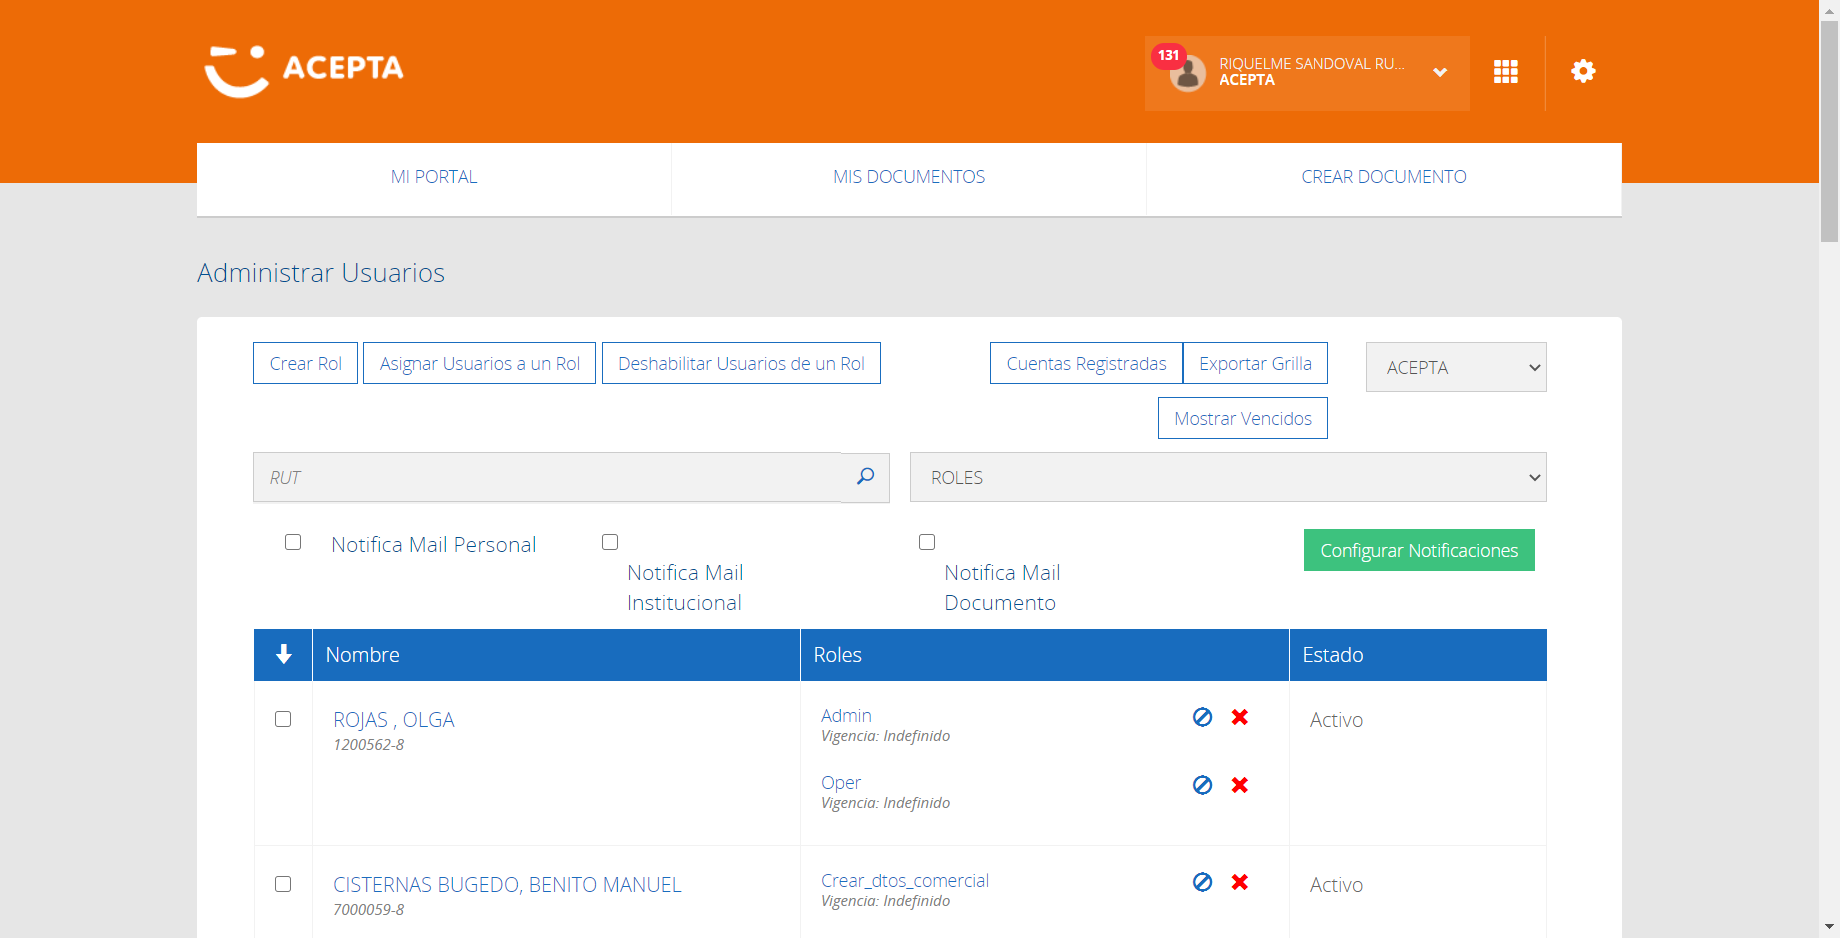 ACEPTA
131
RIQUELME SANDOVAL RU...
ACEPTA
MI PORTAL
MIS DOCUMENTOS
CREAR DOCUMENTO
Administrar Usuarios
Crear Rol
Asignar Usuarios a un Rol
Deshabilitar Usuarios de un Rol
Cuentas Registradas
Exportar Grilla
ACEPTA
Mostrar Vencidos
RUT
ROLES
Notifica Mail Personal
Notifica Mail
Institucional
Notifica Mail
Documento
Configurar Notificaciones
Nombre
Roles
Estado
ROJAS , OLGA
1200562-8
Admin
Vigencia: Indefinido
Oper
Vigencia: Indefinido
Activo
CISTERNAS BUGEDO, BENITO MANUEL
7000059-8
Crear_dtos_comercial
Vigencia: Indefinido
Activo